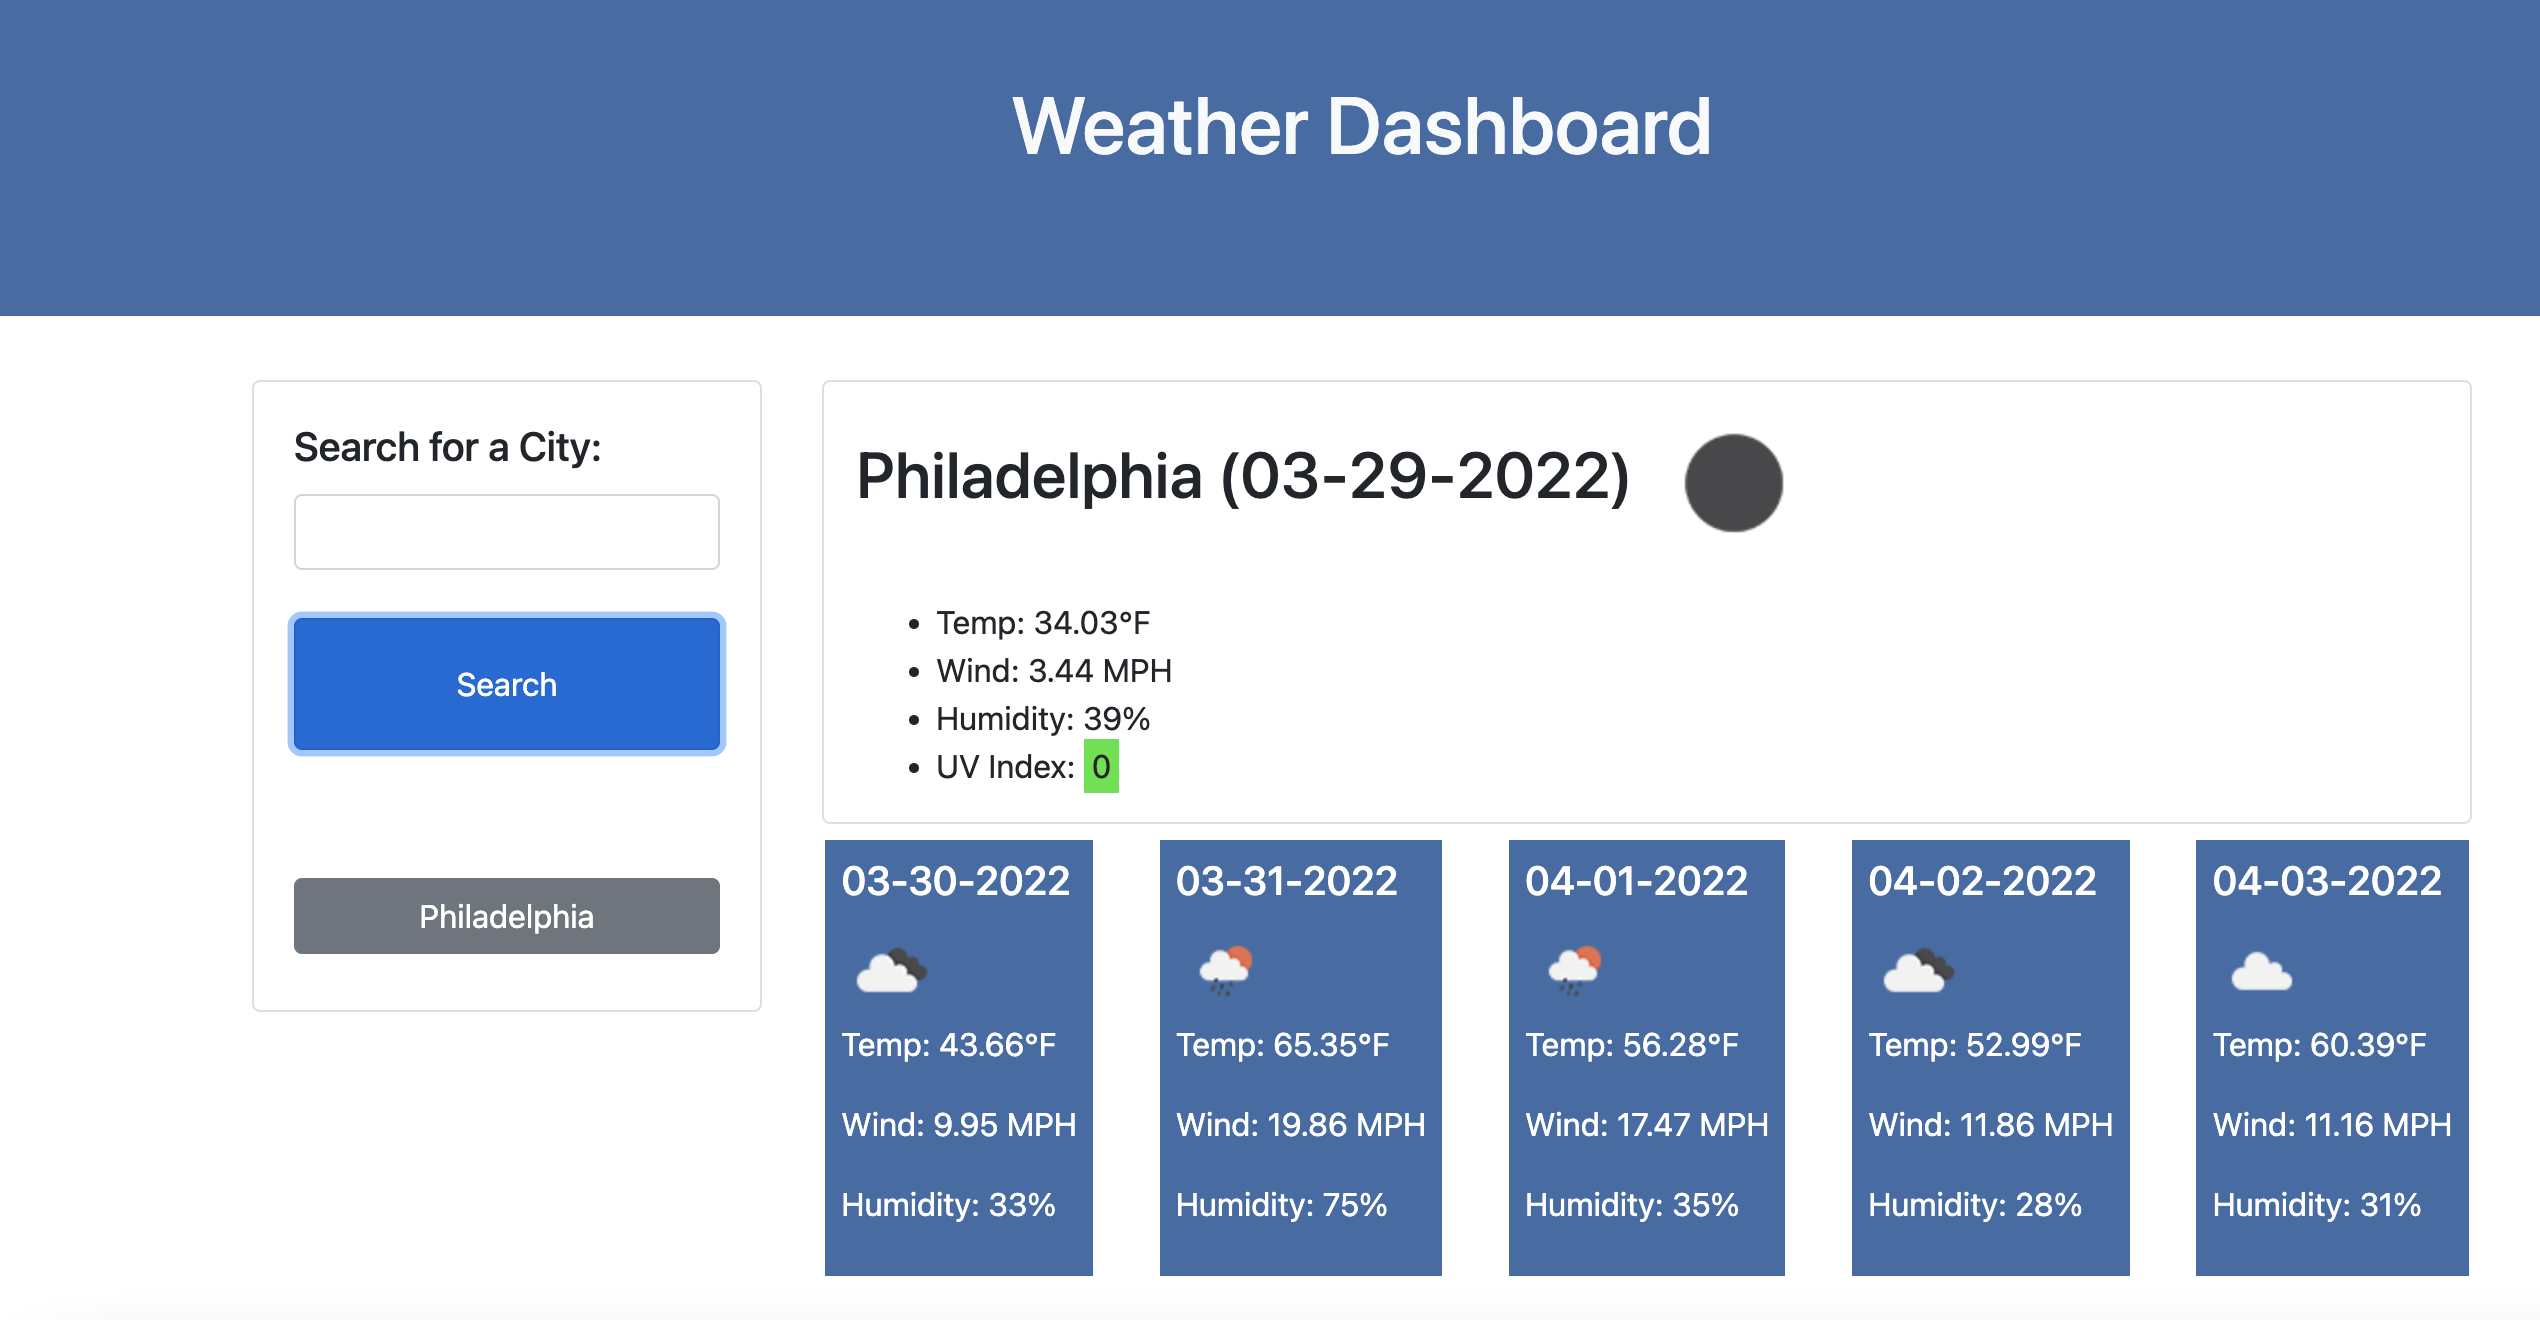 Weather Dashboard
Search for a City:
Search
Philadelphia
Philadelphia (03-29-2022)
Temp: 34.03°F
Wind: 3.44 MPH
Humidity: 39%
UV Index: 0
03-30-2022
Temp: 43.66°F
Wind: 9.95 MPH
Humidity: 33%
03-31-2022
Temp: 65.35°F
Wind: 19.86 MPH
Humidity: 75%
04-01-2022
Temp: 56.28°F
Wind: 17.47 MPH
Humidity: 35%
04-02-2022
Temp: 52.99°F
Wind: 11.86 MPH
Humidity: 28%
04-03-2022
Temp: 60.39°F
Wind: 11.16 MPH
Humidity: 31%